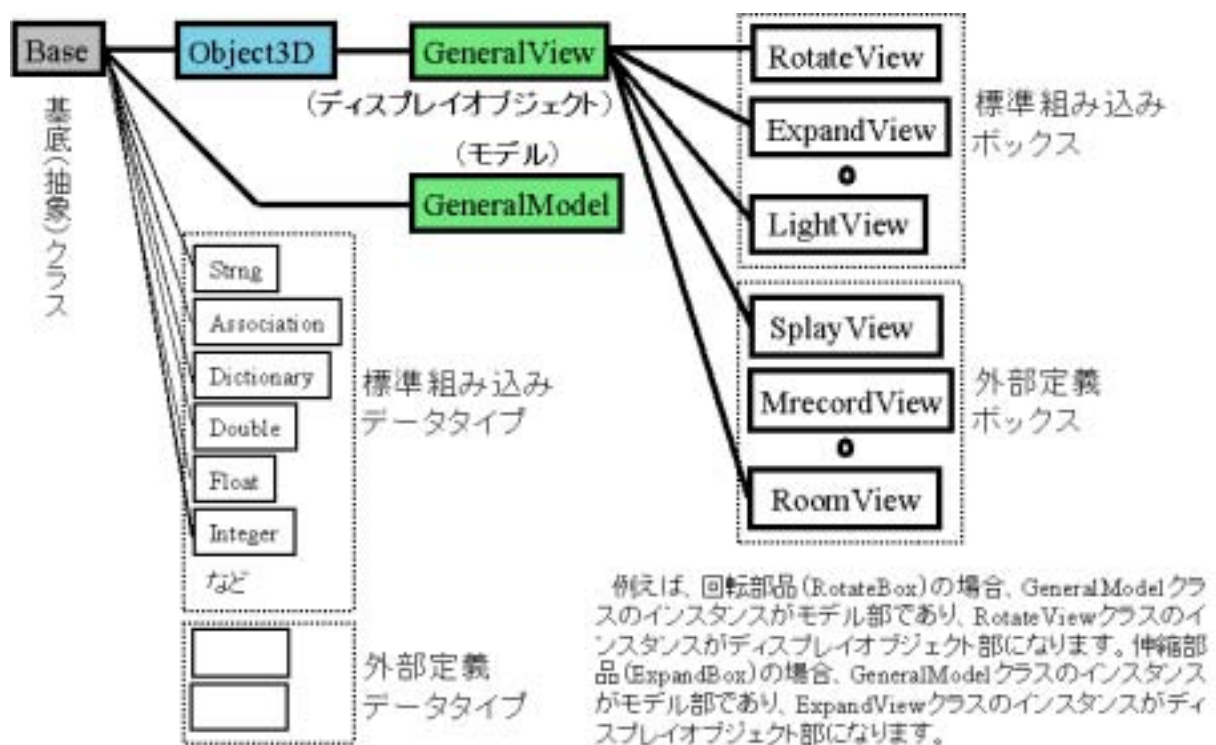 Base
Object3D
GeneralView
(ディスプレイオブジェクト)
(モデル)
GeneralModel
基底(抽象)クラス
Strng
Association
Dictionary
Double
Float
Integer
など
標準組み込み
データタイプ
外部定義
データタイプ
RotateView
ExpandView
LightView
標準組み込み
ボックス
SplayView
MrecordView
RoomView
外部定義
ボックス
例えば、回転部品(RotateBox)の場合、GeneralModelクラ
スのインスタンスがモデル部であり、RotateViewクラスのイ
ンスタンスがディスプレイオブジェクト部になります。伸縮部
品(ExpandBox)の場合、GeneralModelクラスのインスタンス
がモデル部であり、ExpandViewクラスのインスタンスがディ
スプレイオブジェクト部になります。